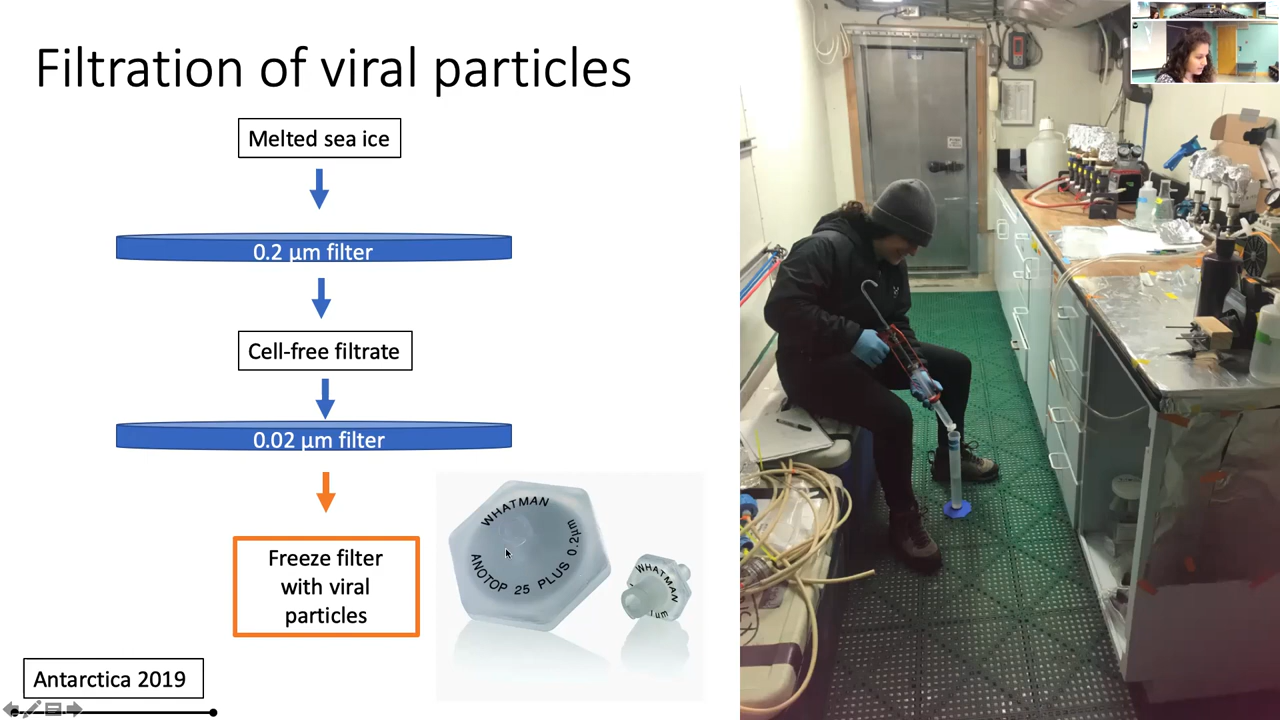 Filtration of viral particles
Melted sea ice
0.2 µm filter
Cell-free filtrate
0.02 µm filter
Freeze filter
with viral
particles
WHATMAN
ANOTOP 25 PLUS 0.2µm
WHATMAN
1µm
Antarctica 2019